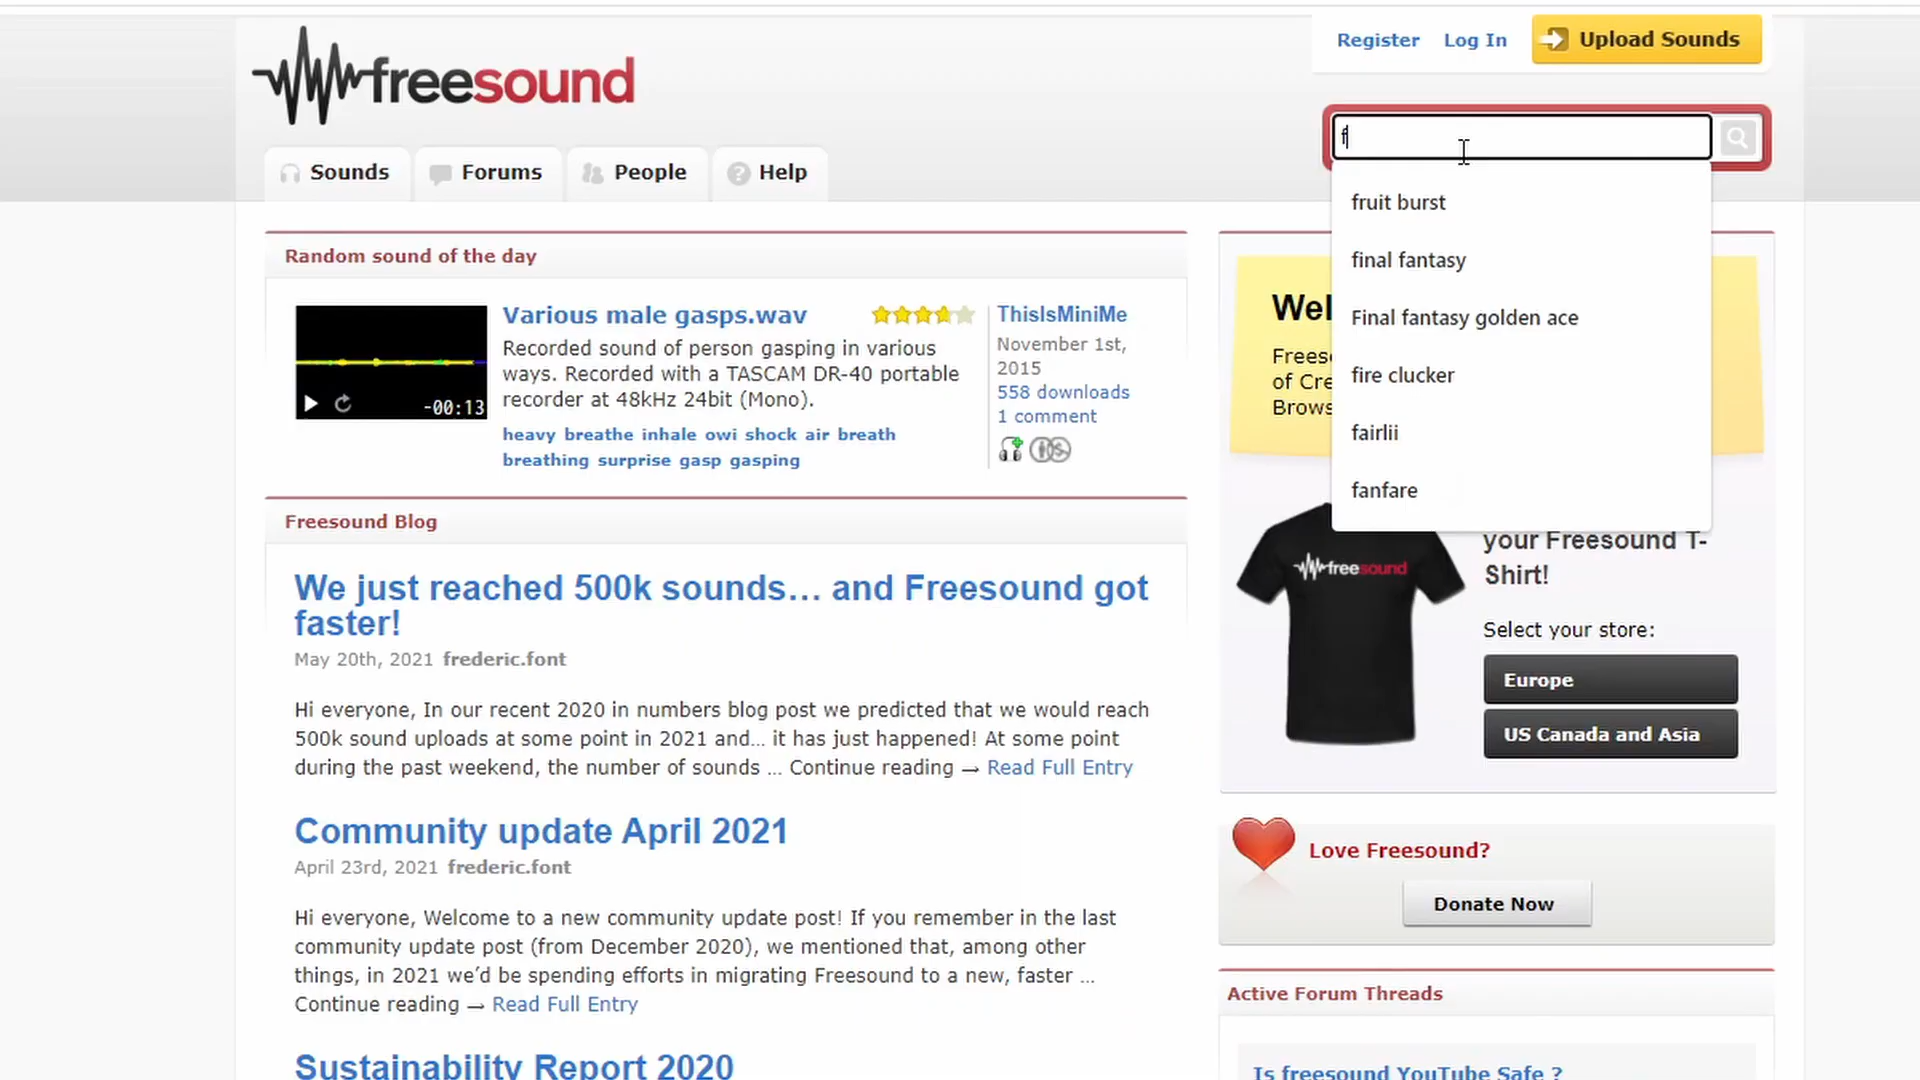 Register Log In Upload Sounds
freesound
f
Sounds Forums People Help
fruit burst
final fantasy
Final fantasy golden ace
fire clucker
fairlii
fanfare
Random sound of the day
Various male gasps.wav
Recorded sound of person gasping in various
ways. Recorded with a TASCAM DR-40 portable
recorder at 48kHz 24bit (Mono).
heavy breathe inhale owi shock air breath
breathing surprise gasp gasping
-00:13
ThisIsMiniMe
November 1st,
2015
558 downloads
1 comment
Freesound Blog
We just reached 500k sounds... and Freesound got
faster!
May 20th, 2021 frederic.font
Hi everyone, In our recent 2020 in numbers blog post we predicted that we would reach
500k sound uploads at some point in 2021 and... it has just happened! At some point
during the past weekend, the number of sounds ... Continue reading → Read Full Entry
Community update April 2021
April 23rd, 2021 frederic.font
Hi everyone, Welcome to a new community update post! If you remember in the last
community update post (from December 2020), we mentioned that, among other
things, in 2021 we'd be spending efforts in migrating Freesound to a new, faster ...
Continue reading → Read Full Entry
Sustainability Report 2020
Wel
Frees
of Cre
Brows
freesound
your Freesound T-
Shirt!
Select your store:
Europe
US Canada and Asia
Love Freesound?
Donate Now
Active Forum Threads
Is freesound YouTube Safe ?